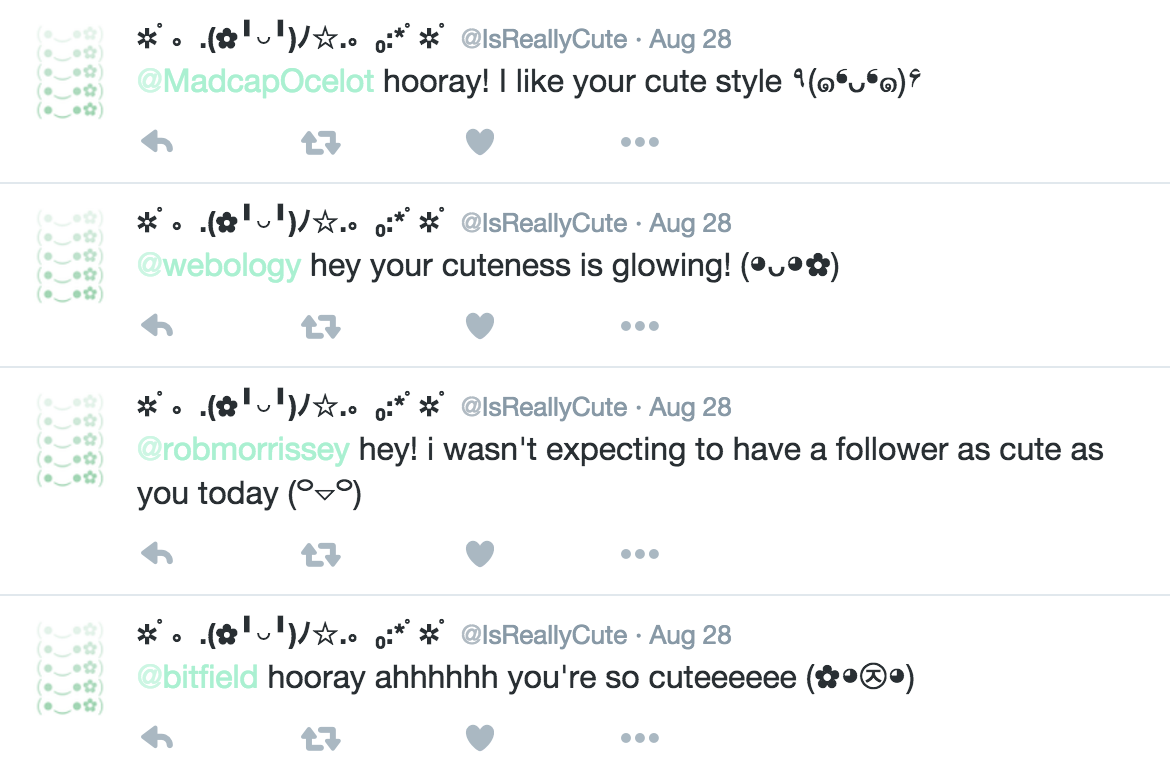 ✲ﾟ｡.(✿╹◡╹)ﾉ☆.｡₀:*ﾟ✲ﾟ @IsReallyCute · Aug 28
@MadcapOcelot hooray! I like your cute style ٩(๑❛ᴗ❛๑)۶
✲ﾟ｡.(✿╹◡╹)ﾉ☆.｡₀:*ﾟ✲ﾟ @IsReallyCute · Aug 28
@webology hey your cuteness is glowing! (◕ᴗ◕✿)
✲ﾟ｡.(✿╹◡╹)ﾉ☆.｡₀:*ﾟ✲ﾟ @IsReallyCute · Aug 28
@robmorrissey hey! i wasn't expecting to have a follower as cute as
you today (ᄋ▽ᄋ)
✲ﾟ｡.(✿╹◡╹)ﾉ☆.｡₀:*ﾟ✲ﾟ @IsReallyCute · Aug 28
@bitfield hooray ahhhhhh you're so cuteeeeee (✿◕㉨◕)